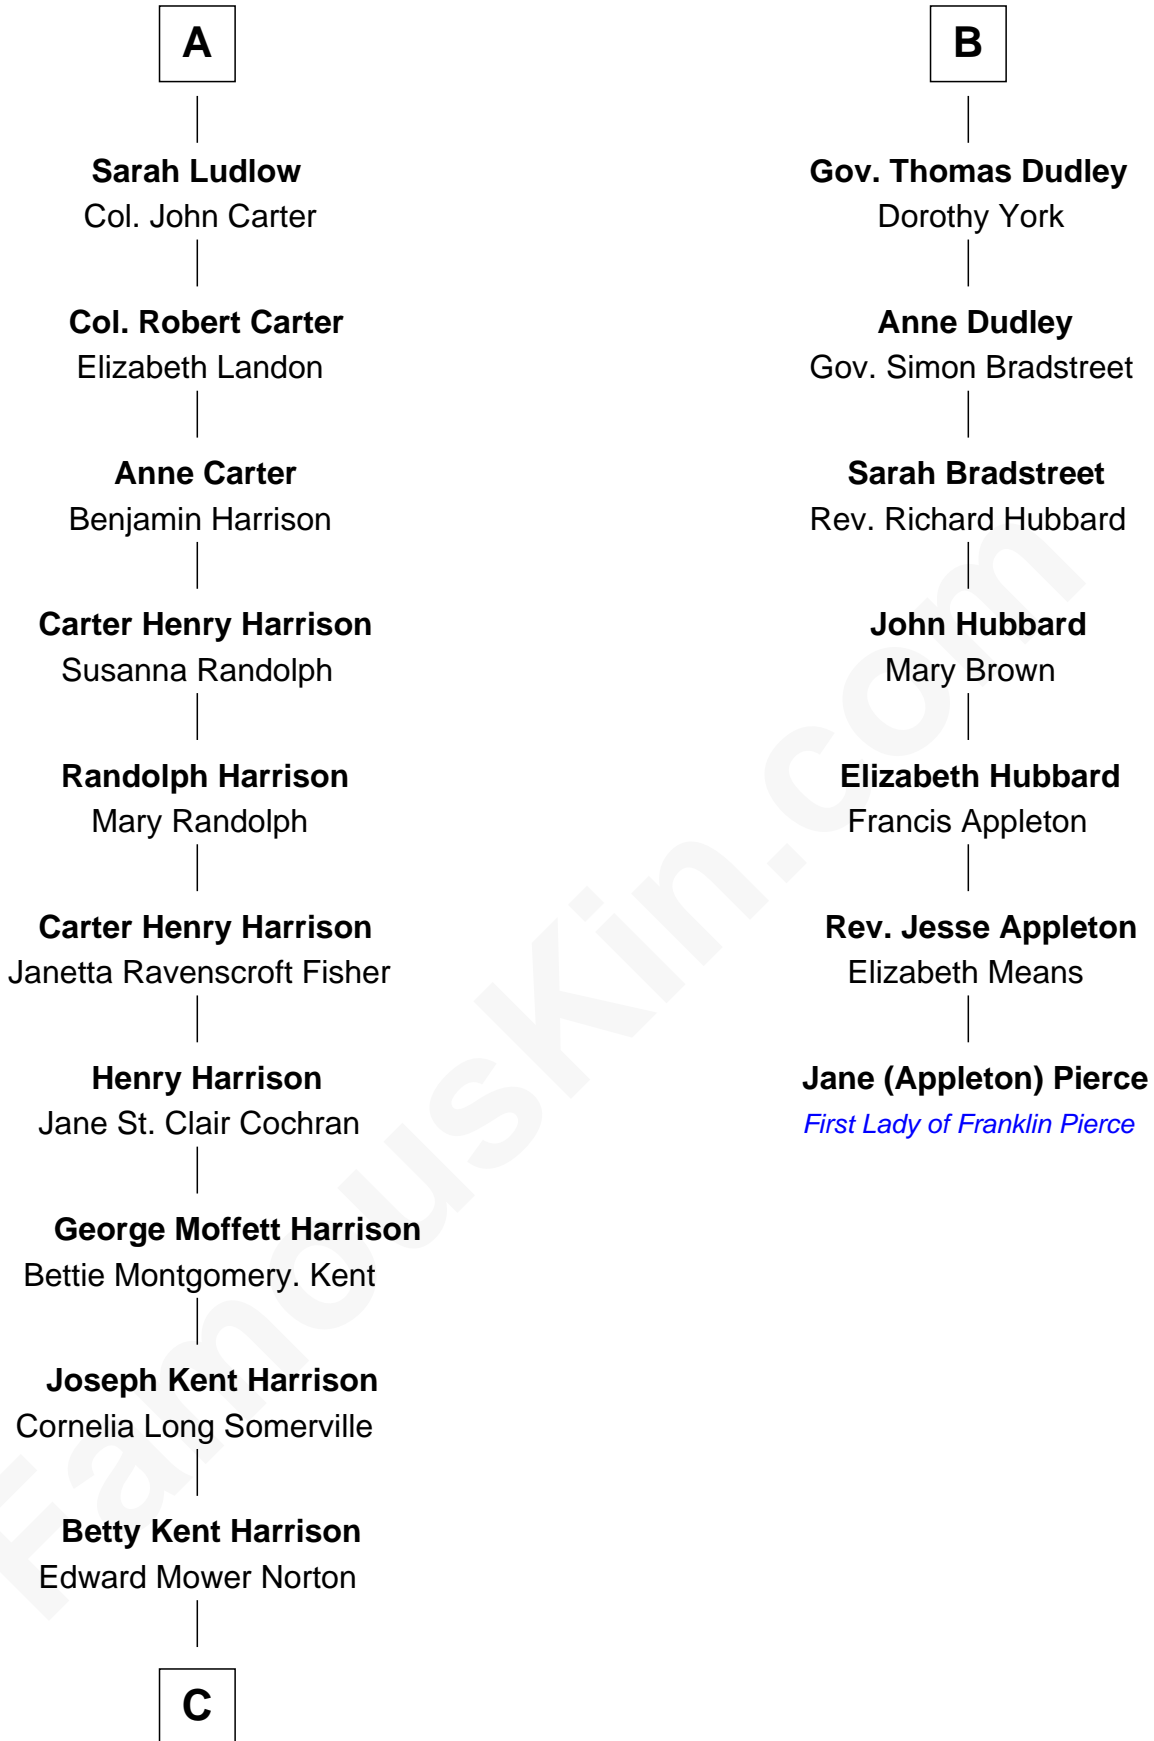 A
Sarah Ludlow
Col. John Carter
Col. Robert Carter
Elizabeth Landon
Anne Carter
Benjamin Harrison
Carter Henry Harrison
Susanna Randolph
Randolph Harrison
Mary Randolph
Carter Henry Harrison
Janetta Ravenscroft Fisher
Henry Harrison
Jane St. Clair Cochran
George Moffett Harrison
Bettie Montgomery. Kent
Joseph Kent Harrison
Cornelia Long Somerville
Betty Kent Harrison
Edward Mower Norton
C
B
Gov. Thomas Dudley
Dorothy York
Anne Dudley
Gov. Simon Bradstreet
Sarah Bradstreet
Rev. Richard Hubbard
John Hubbard
Mary Brown
Elizabeth Hubbard
Francis Appleton
Rev. Jesse Appleton
Elizabeth Means
Jane (Appleton) Pierce
First Lady of Franklin Pierce
FamousKin.com